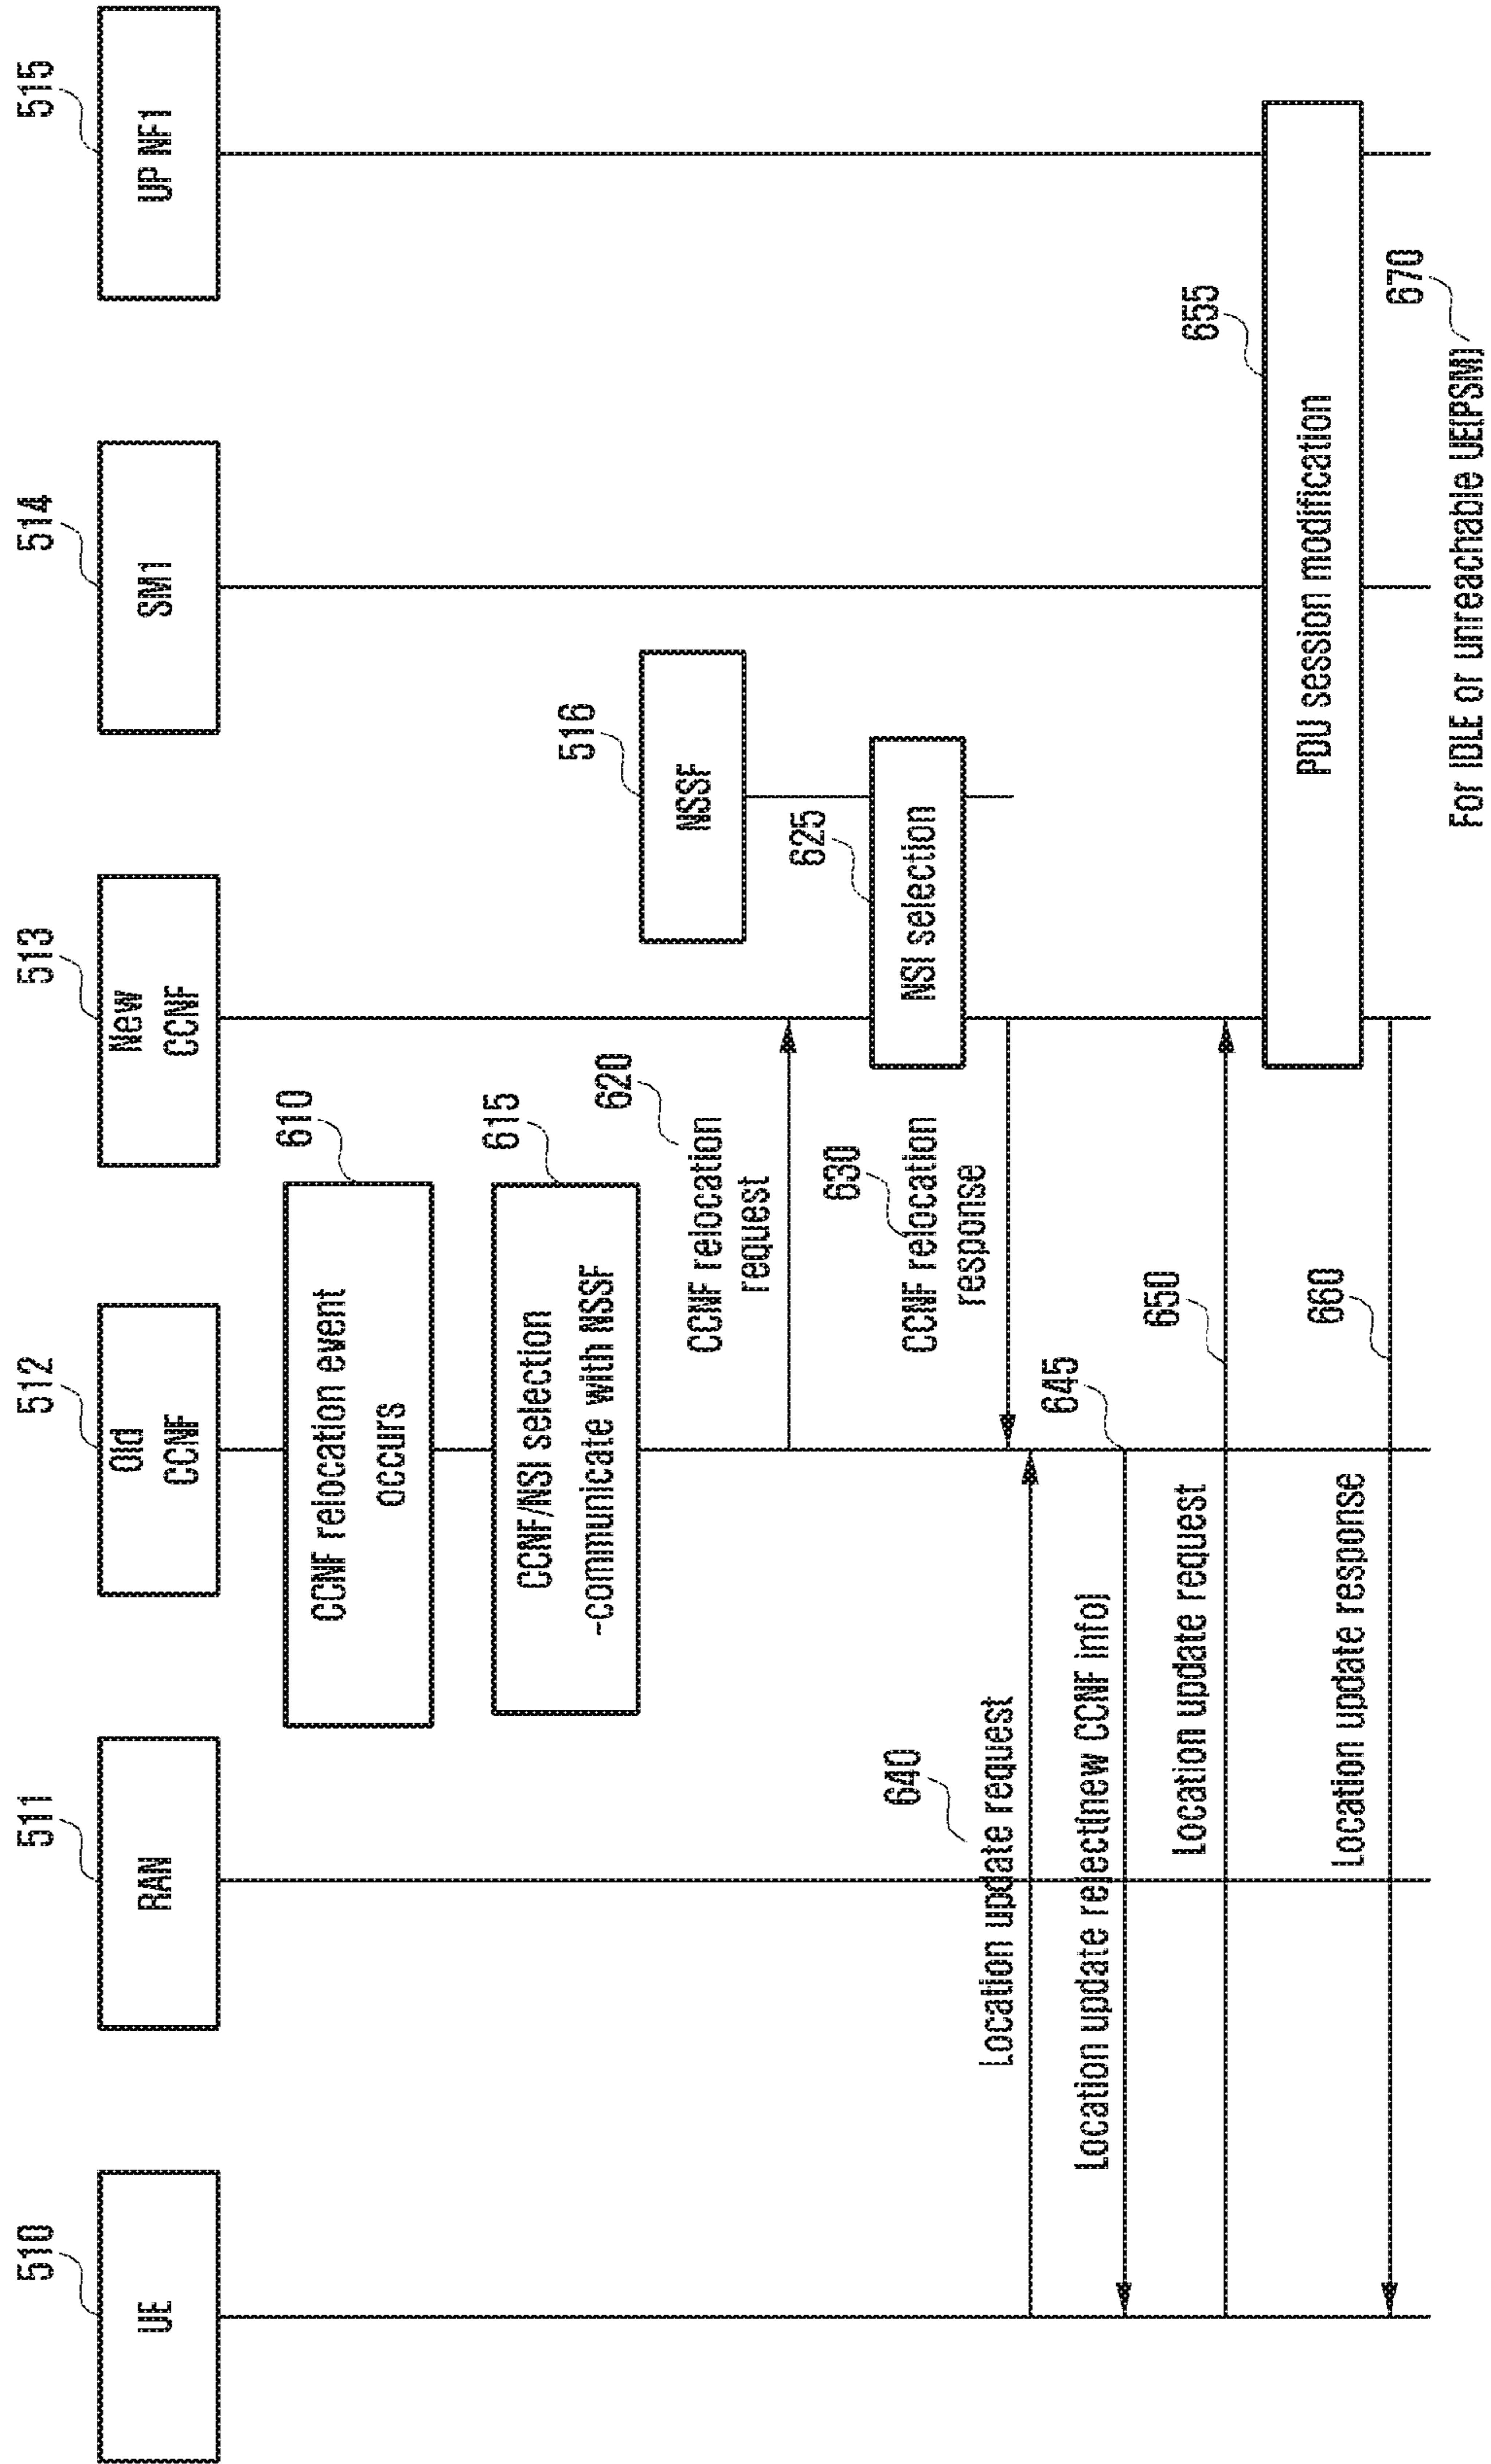 510
511
512
513
514
515
UE
RAN
Old
CCNF
New
CCNF
SM1
UP NF1
610
CCNF relocation event
occurs
615
CCNF/NSI selection
-communicate with NSSF
516
NSSF
620
CCNF relocation
request
625
NSI selection
630
CCNF relocation
response
640
Location update request
645
Location update reject(new CCNF info)
650
Location update request
655
PDU session modification
660
Location update response
670
For IDLE or unreachable UE(PSM)